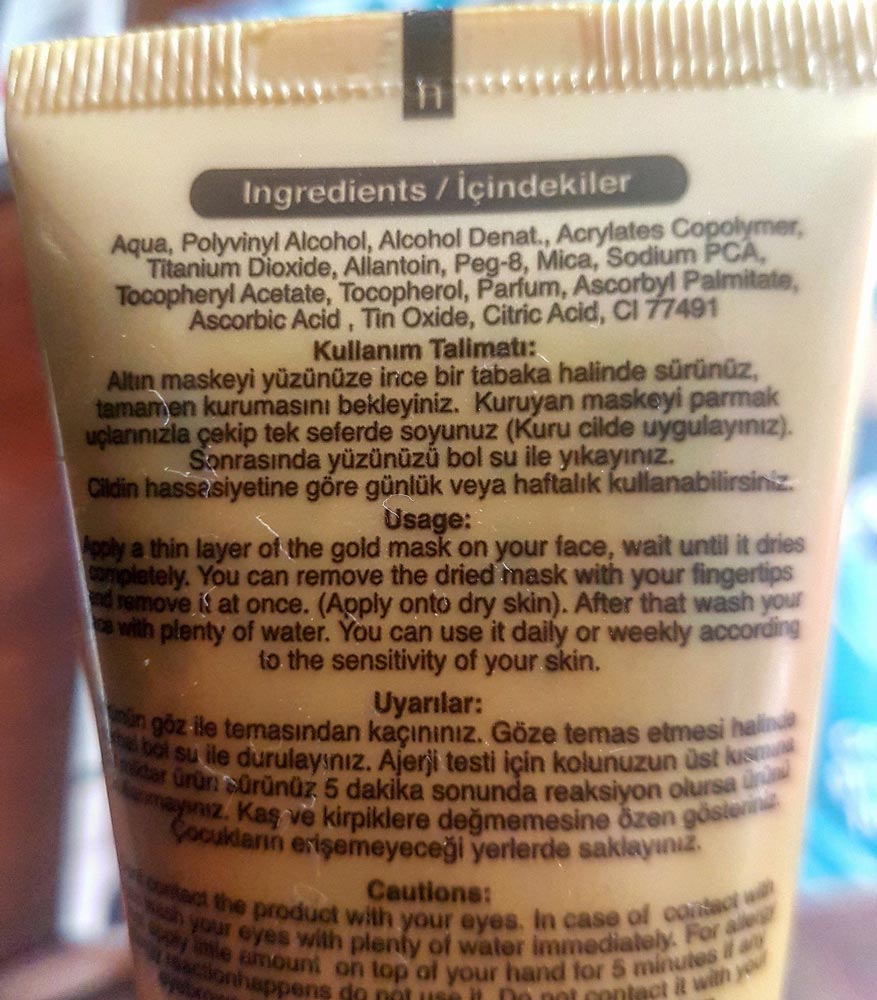 Ingredients / İçindekiler
Aqua, Polyvinyl Alcohol, Alcohol Denat., Acrylates Copolymer,
Titanium Dioxide, Allantoin, Peg-8, Mica, Sodium PCA,
Tocopheryl Acetate, Tocopherol, Parfum, Ascorbyl Palmitate,
Ascorbic Acid , Tin Oxide, Citric Acid, CI 77491
Kullanım Talimatı:
Altın maskeyi yüzünüze ince bir tabaka halinde sürünüz,
tamamen kurumasını bekleyiniz. Kuruyan maskeyi parmak
uçlarınızla çekip tek seferde soyunuz (Kuru cilde uygulayınız).
Sonrasında yüzünüzü bol su ile yıkayınız.
Cildin hassasiyetine göre günlük veya haftalık kullanabilirsiniz.
Usage:
Apply a thin layer of the gold mask on your face, wait until it dries
completely. You can remove the dried mask with your fingertips
and remove it at once. (Apply onto dry skin). After that wash your
with plenty of water. You can use it daily or weekly according
to the sensitivity of your skin.
Uyarılar:
göz ile temasından kaçınınız. Göze temas etmesi halinde
bol su ile durulayınız. Ajerji testi için kolunuzun üst kısmına
ürün sürünüz 5 dakika sonunda reaksiyon olursa ürünü
Kaş ve kirpiklere değmemesine özen gösteriniz.
Çocukların erişemeyeceği yerlerde saklayınız.
Cautions:
contact the product with your eyes. In case of contact with
wash your eyes with plenty of water immediately. For allergy
apply little amount on top of your hand for 5 minutes if any
reactionhappens do not use it. Do not contact it with your